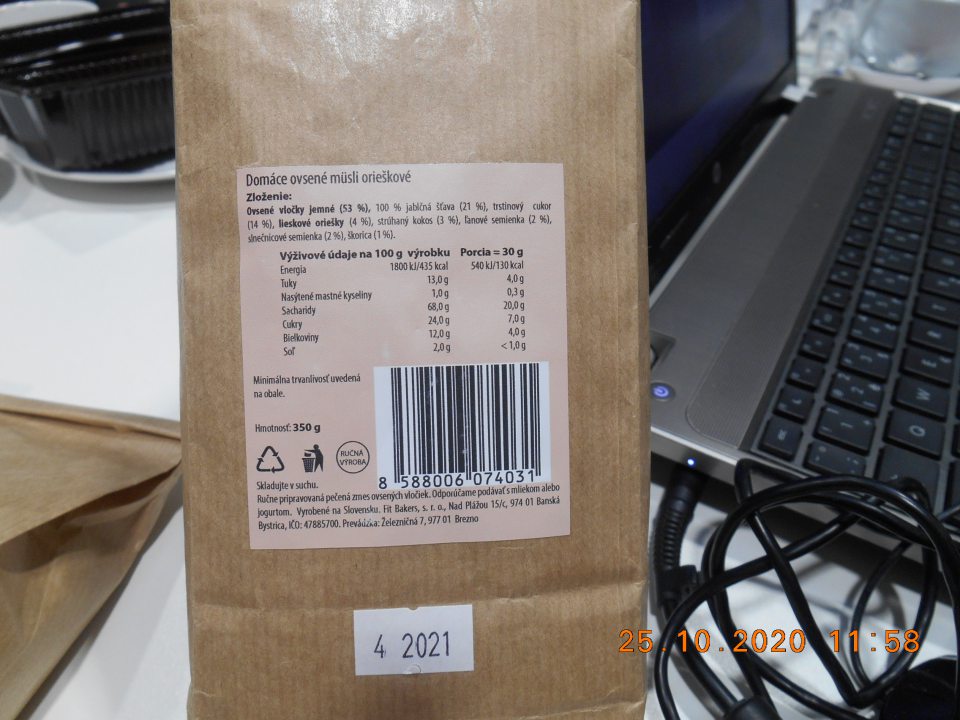 Domáce ovsené müsli orieškové
Zloženie:
Ovsené vločky jemné (53 %), 100 % jabĺčná šťava (21 %), trstinový cukor
(14 %), lieskové oriešky (4 %), strúhaný kokos (3 %), ľanové semienka (2 %),
slnečnicové semienka (2 %), škorica (1 %).
Výživové údaje na 100 g výrobku Porcia = 30 g
Energia 1800 kJ/435 kcal 540 kJ/130 kcal
Tuky 13,0 g 4,0 g
Nasýtené mastné kyseliny 1,0 g 0,3 g
Sacharidy 68,0 g 20,0 g
Cukry 24,0 g 7,0 g
Bielkoviny 12,0 g 4,0 g
Soľ 2,0 g < 1,0 g
Minimálna trvanlivosť uvedená
na obale.
Hmotnosť: 350 g
RUČNÁ
VÝROBA
8 588006 074031
Skladujte v suchu.
Ručne pripravovaná pečená zmes ovsených vločiek. Odporúčame podávať s mliekom alebo
jogurtom. Vyrobené na Slovensku. Fit Bakers, s. r. o., Nad Plážou 15/c, 974 01 Banská
Bystrica, IČO: 47885700. Prevádzka: Železničná 7, 977 01 Brezno
4 2021
25.10.2020 11:58